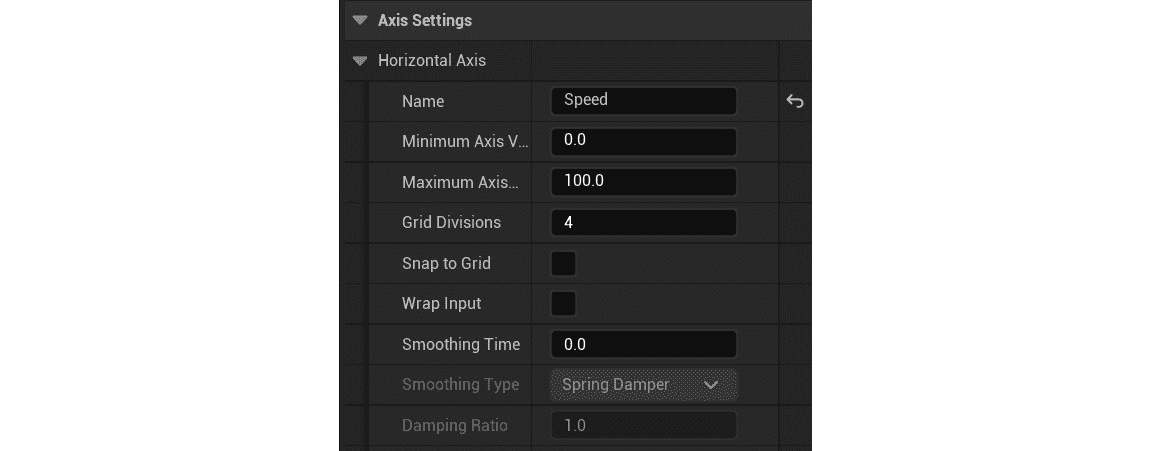 Axis Settings
Horizontal Axis
Name Speed
Minimum Axis V... 0.0
Maximum Axis... 100.0
Grid Divisions 4
Snap to Grid
Wrap Input
Smoothing Time 0.0
Smoothing Type Spring Damper
Damping Ratio 1.0